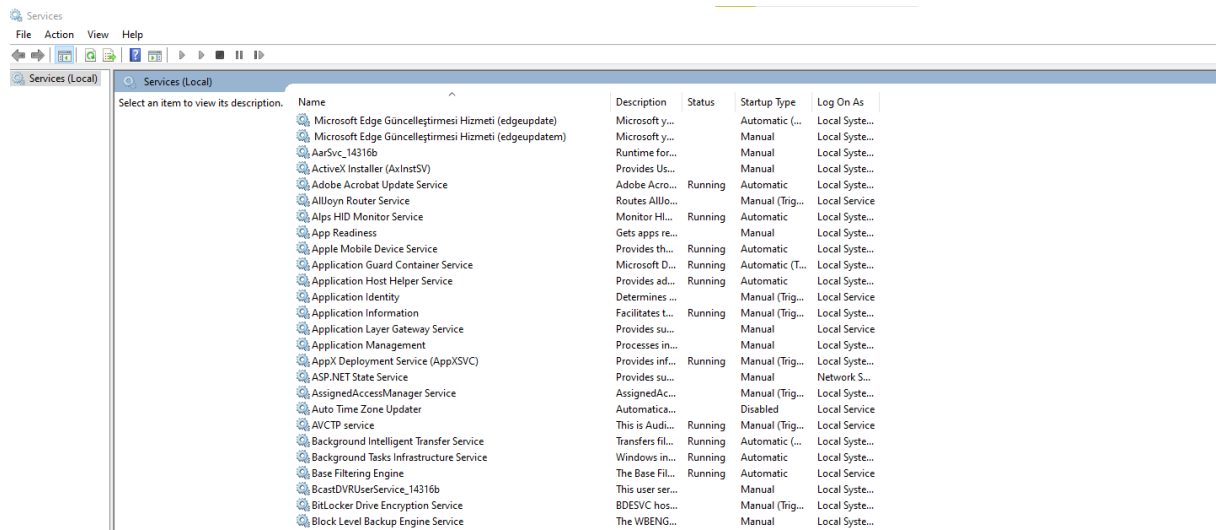 Services
File Action View Help
Services (Local)
Services (Local)
Select an item to view its description.
Name Description Status Startup Type Log On As
Microsoft Edge Güncelleştirmesi Hizmeti (edgeupdate) Microsoft y... Automatic (... Local Syste...
Microsoft Edge Güncelleştirmesi Hizmeti (edgeupdatem) Microsoft y... Manual Local Syste...
AarSvc_14316b Runtime for... Manual Local Syste...
ActiveX Installer (AxInstSV) Provides Us... Manual Local Syste...
Adobe Acrobat Update Service Adobe Acro... Running Automatic Local Syste...
AllJoyn Router Service Routes AllJo... Manual (Trig... Local Service
Alps HID Monitor Service Monitor HI... Running Automatic Local Syste...
App Readiness Gets apps re... Manual Local Syste...
Apple Mobile Device Service Provides th... Running Automatic Local Syste...
Application Guard Container Service Microsoft D... Running Automatic (T... Local Syste...
Application Host Helper Service Provides ad... Running Automatic Local Syste...
Application Identity Determines ... Manual (Trig... Local Service
Application Information Facilitates t... Running Manual (Trig... Local Syste...
Application Layer Gateway Service Provides su... Manual Local Service
Application Management Processes in... Manual Local Syste...
AppX Deployment Service (AppXSVC) Provides inf... Running Manual (Trig... Local Syste...
ASP.NET State Service Provides su... Manual Network S...
AssignedAccessManager Service AssignedAc... Manual (Trig... Local Syste...
Auto Time Zone Updater Automatica... Disabled Local Service
AVCTP service This is Audi... Running Manual (Trig... Local Service
Background Intelligent Transfer Service Transfers fil... Running Automatic (... Local Syste...
Background Tasks Infrastructure Service Windows in... Running Automatic Local Syste...
Base Filtering Engine The Base Fil... Running Automatic Local Service
BcastDVRUserService_14316b This user ser... Manual Local Syste...
BitLocker Drive Encryption Service BDESVC hos... Manual (Trig... Local Syste...
Block Level Backup Engine Service The WBENG... Manual Local Syste...